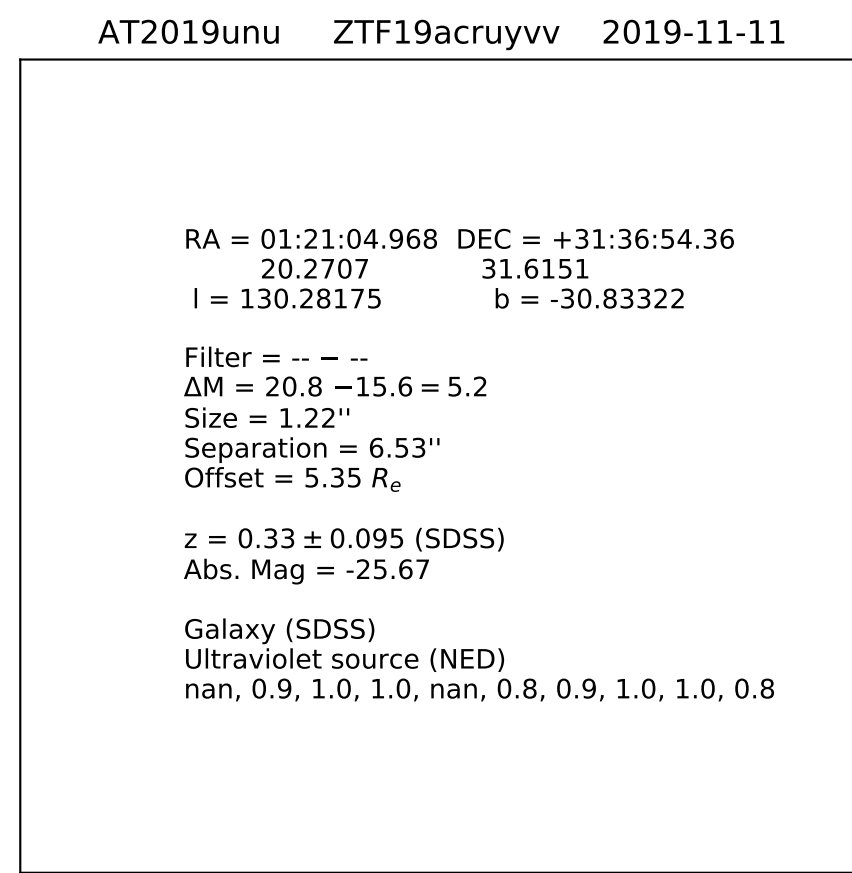 AT2019unu ZTF19acruyvv 2019-11-11
RA = 01:21:04.968 DEC = +31:36:54.36
20.2707 31.6151
l = 130.28175 b = -30.83322
Filter = -- − --
ΔM = 20.8 −15.6 = 5.2
Size = 1.22''
Separation = 6.53''
Offset = 5.35 Rₑ
z = 0.33 ± 0.095 (SDSS)
Abs. Mag = -25.67
Galaxy (SDSS)
Ultraviolet source (NED)
nan, 0.9, 1.0, 1.0, nan, 0.8, 0.9, 1.0, 1.0, 0.8